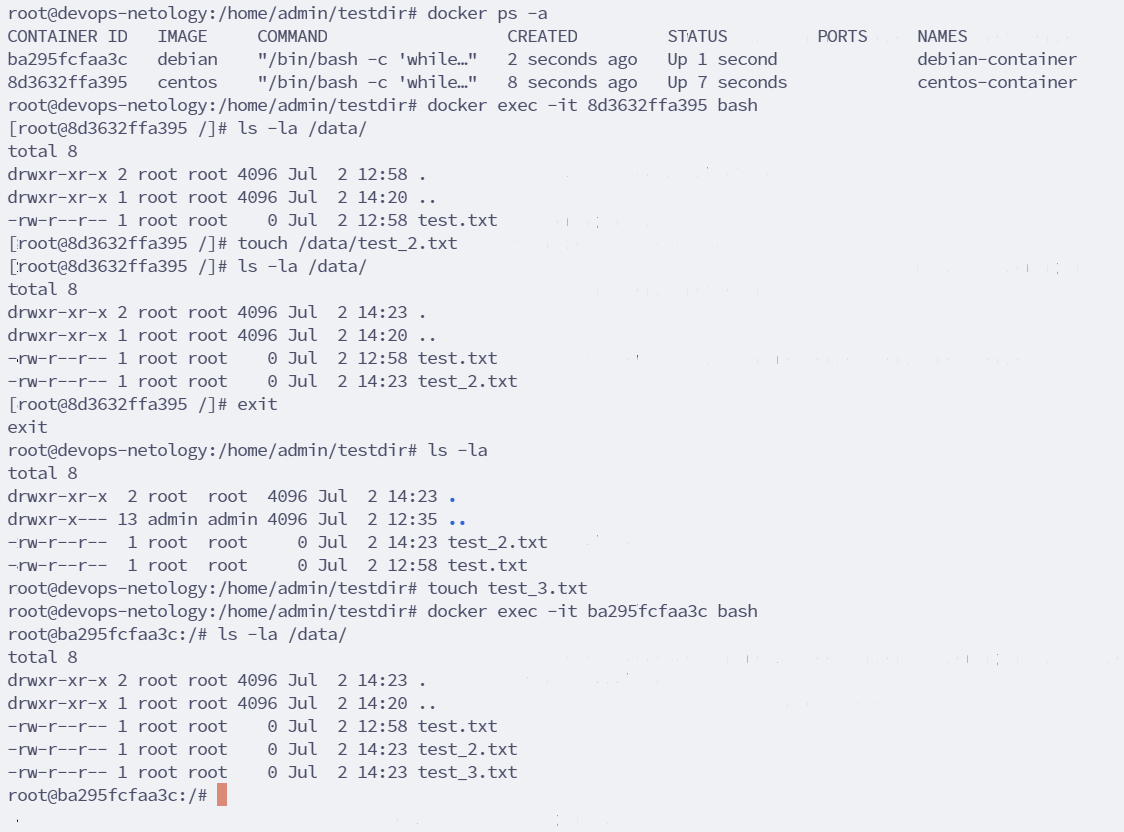 root@devops-netology:/home/admin/testdir# docker ps -a
CONTAINER ID   IMAGE     COMMAND                  CREATED         STATUS         PORTS     NAMES
ba295fcfaa3c   debian    "/bin/bash -c 'while…"   2 seconds ago   Up 1 second              debian-container
8d3632ffa395   centos    "/bin/bash -c 'while…"   8 seconds ago   Up 7 seconds             centos-container
root@devops-netology:/home/admin/testdir# docker exec -it 8d3632ffa395 bash
[root@8d3632ffa395 /]# ls -la /data/
total 8
drwxr-xr-x 2 root root 4096 Jul  2 12:58 .
drwxr-xr-x 1 root root 4096 Jul  2 14:20 ..
-rw-r--r-- 1 root root    0 Jul  2 12:58 test.txt
[root@8d3632ffa395 /]# touch /data/test_2.txt
[root@8d3632ffa395 /]# ls -la /data/
total 8
drwxr-xr-x 2 root root 4096 Jul  2 14:23 .
drwxr-xr-x 1 root root 4096 Jul  2 14:20 ..
-rw-r--r-- 1 root root    0 Jul  2 12:58 test.txt
-rw-r--r-- 1 root root    0 Jul  2 14:23 test_2.txt
[root@8d3632ffa395 /]# exit
exit
root@devops-netology:/home/admin/testdir# ls -la
total 8
drwxr-xr-x  2 root  root  4096 Jul  2 14:23 .
drwxr-x--- 13 admin admin 4096 Jul  2 12:35 ..
-rw-r--r--  1 root  root     0 Jul  2 14:23 test_2.txt
-rw-r--r--  1 root  root     0 Jul  2 12:58 test.txt
root@devops-netology:/home/admin/testdir# touch test_3.txt
root@devops-netology:/home/admin/testdir# docker exec -it ba295fcfaa3c bash
root@ba295fcfaa3c:/# ls -la /data/
total 8
drwxr-xr-x 2 root root 4096 Jul  2 14:23 .
drwxr-xr-x 1 root root 4096 Jul  2 14:20 ..
-rw-r--r-- 1 root root    0 Jul  2 12:58 test.txt
-rw-r--r-- 1 root root    0 Jul  2 14:23 test_2.txt
-rw-r--r-- 1 root root    0 Jul  2 14:23 test_3.txt
root@ba295fcfaa3c:/#